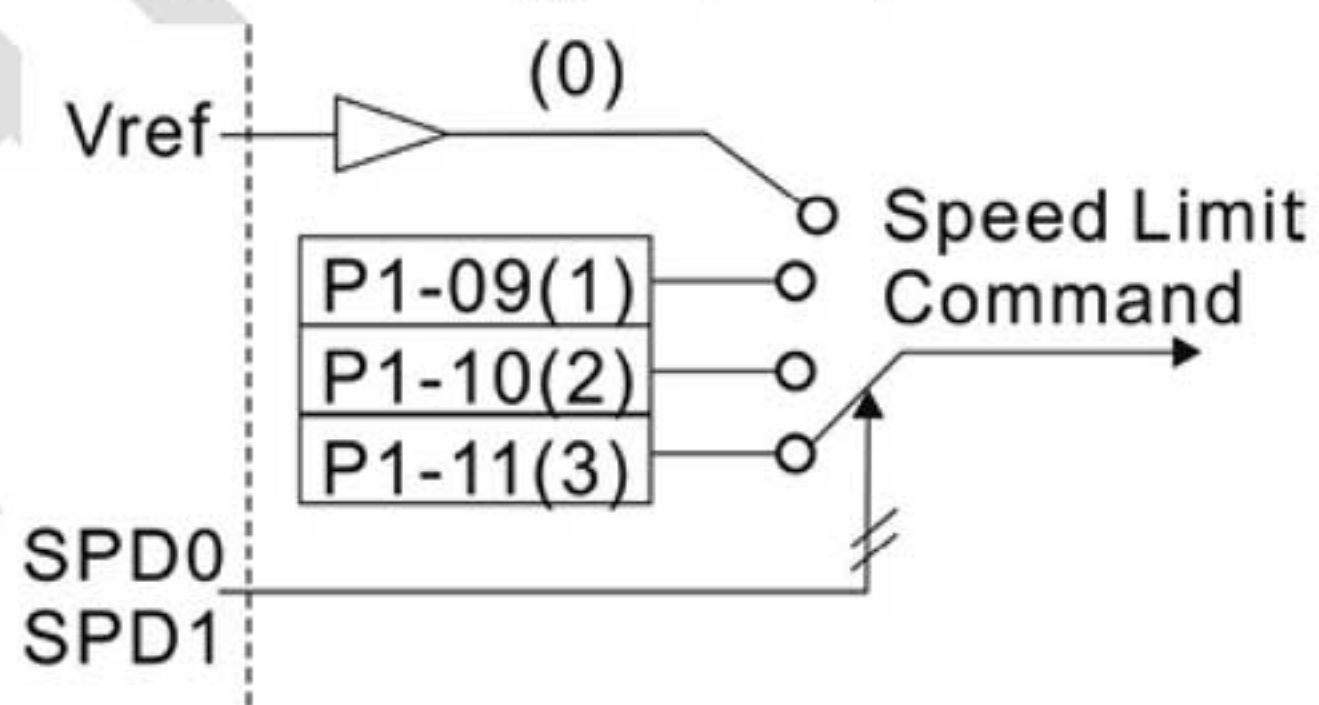 (0)
Vref
Speed Limit
Command
P1-09(1)
P1-10(2)
P1-11(3)
SPD0
SPD1